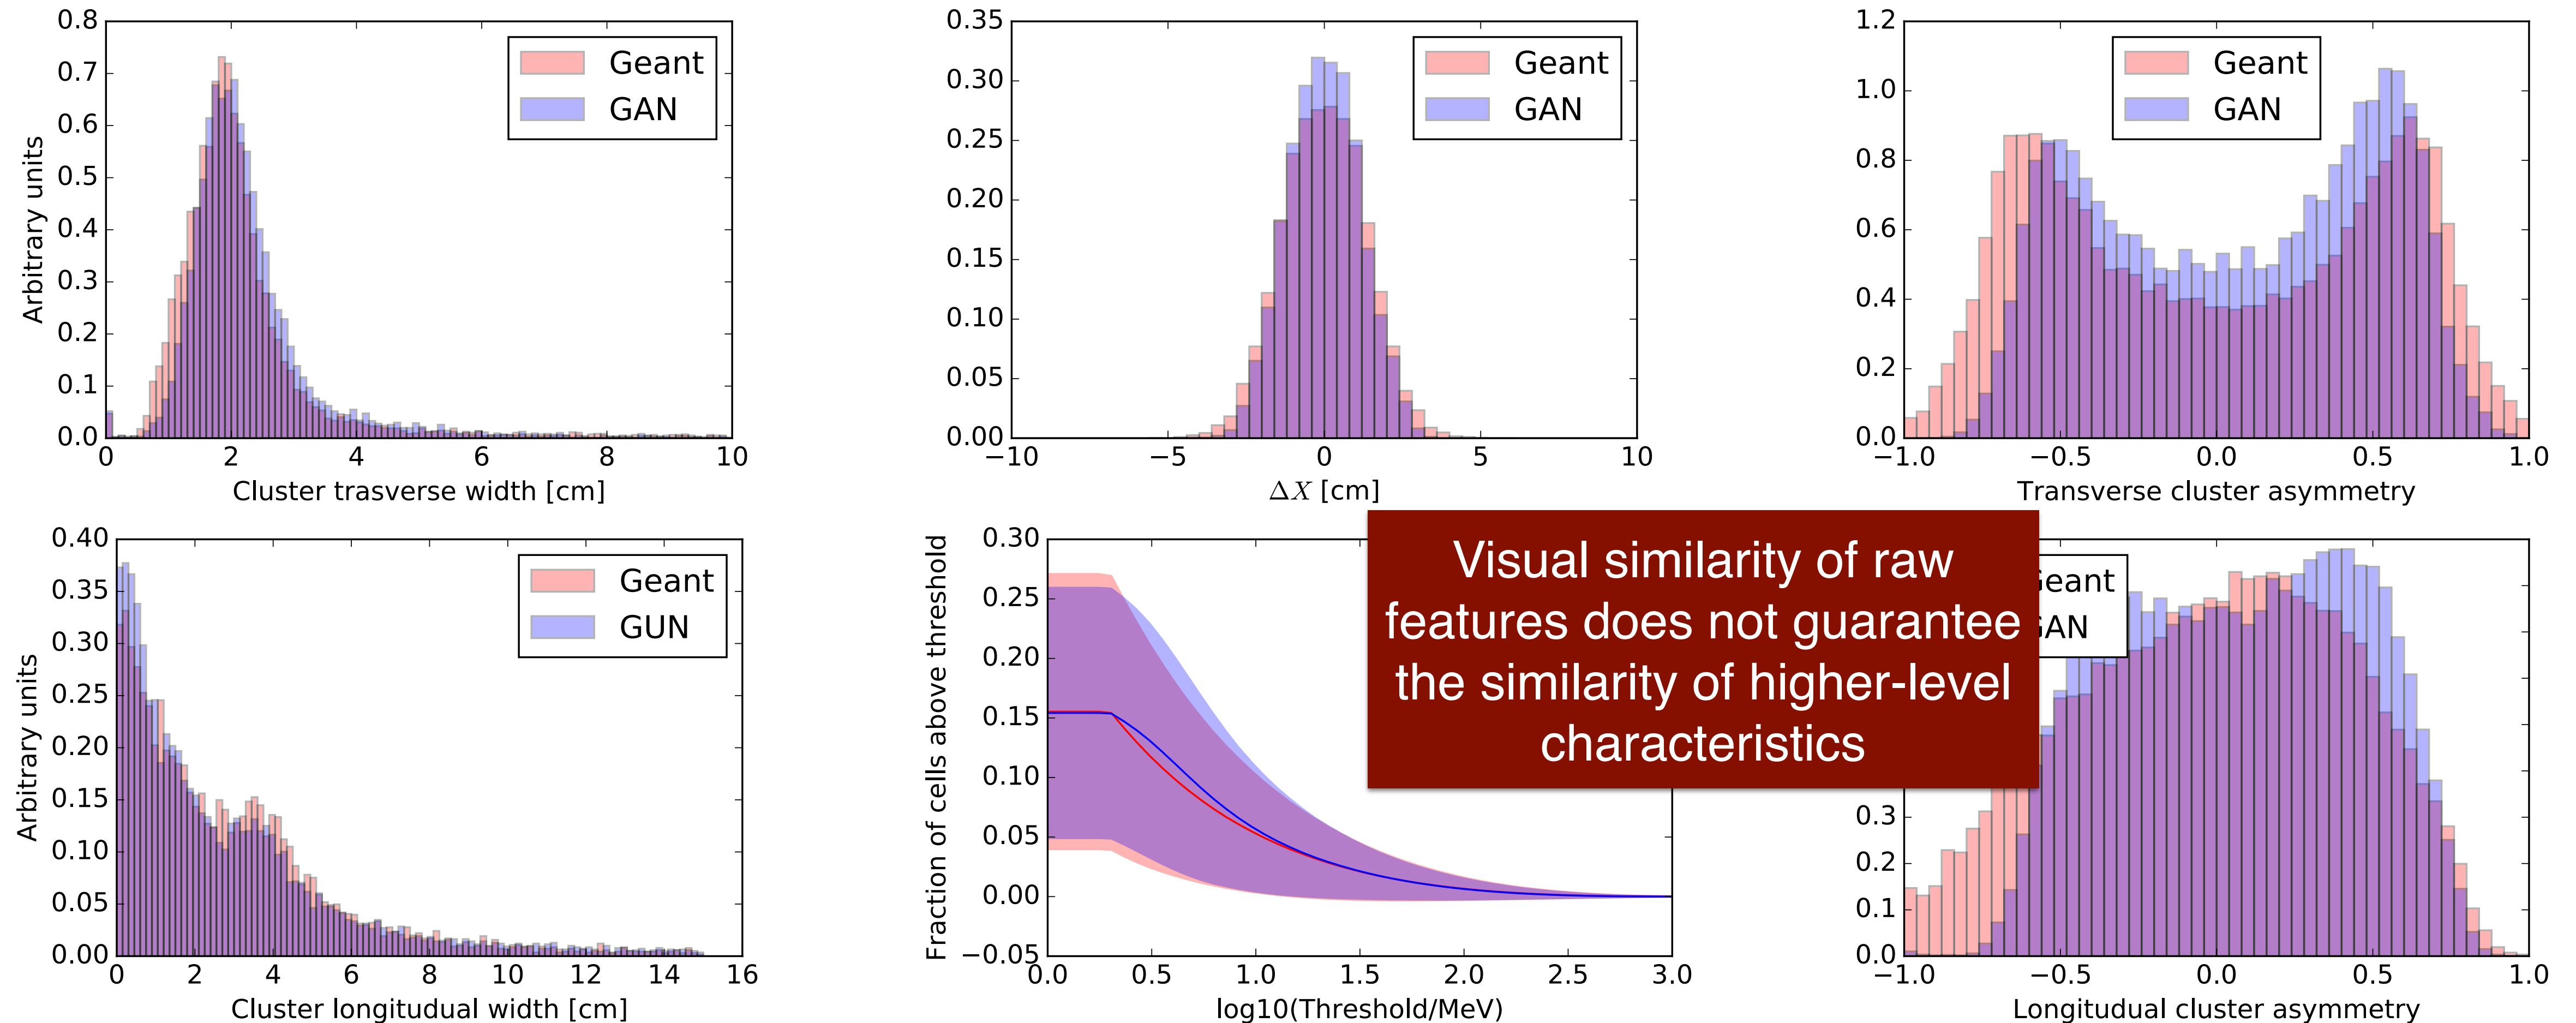 0.8
0.7
0.6
0.5
0.4
0.3
0.2
0.1
0.0
Arbitrary units
Geant
GAN
0 2 4 6 8 10
Cluster trasverse width [cm]
0.35
0.30
0.25
0.20
0.15
0.10
0.05
0.00
Geant
GAN
−10 −5 0 5 10
ΔX [cm]
1.2
1.0
0.8
0.6
0.4
0.2
0.0
Geant
GAN
−1.0 −0.5 0.0 0.5 1.0
Transverse cluster asymmetry
0.40
0.35
0.30
0.25
0.20
0.15
0.10
0.05
0.00
Arbitrary units
Geant
GUN
0 2 4 6 8 10 12 14 16
Cluster longitudual width [cm]
0.30
0.25
0.20
0.15
0.10
0.05
0.00
−0.05
Fraction of cells above threshold
0.0 0.5 1.0 1.5 2.0 2.5 3.0
log10(Threshold/MeV)
Visual similarity of raw
features does not guarantee
the similarity of higher-level
characteristics
eant
AN
0.3
0.2
0.1
0.0
−1.0 −0.5 0.0 0.5 1.0
Longitudual cluster asymmetry